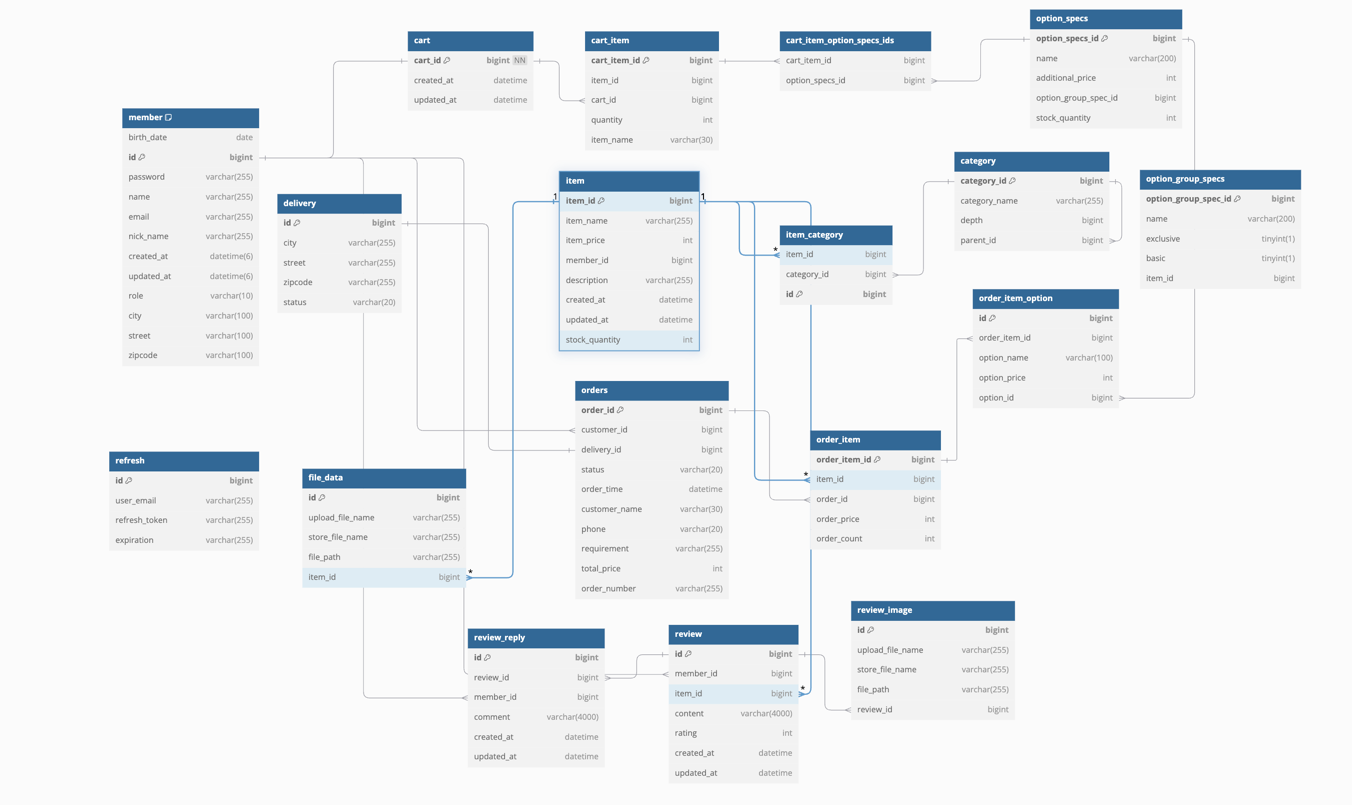 option_specs
option_specs_id bigint
name varchar(200)
additional_price int
option_group_spec_id bigint
stock_quantity int
cart
cart_id bigint NN
created_at datetime
updated_at datetime
cart_item
cart_item_id bigint
item_id bigint
cart_id bigint
quantity int
item_name varchar(30)
cart_item_option_specs_ids
cart_item_id bigint
option_specs_id bigint
member
birth_date date
id bigint
password varchar(255)
name varchar(255)
email varchar(255)
nick_name varchar(255)
created_at datetime(6)
updated_at datetime(6)
role varchar(10)
city varchar(100)
street varchar(100)
zipcode varchar(100)
delivery
id bigint
city varchar(255)
street varchar(255)
zipcode varchar(255)
status varchar(20)
item
1 item_id bigint 1
item_name varchar(255)
item_price int
member_id bigint
description varchar(255)
created_at datetime
updated_at datetime
stock_quantity int
item_category
* item_id bigint
category_id bigint
id bigint
category
category_id bigint
category_name varchar(255)
depth bigint
parent_id bigint
option_group_specs
option_group_spec_id bigint
name varchar(200)
exclusive tinyint(1)
basic tinyint(1)
item_id bigint
order_item_option
id bigint
order_item_id bigint
option_name varchar(100)
option_price int
option_id bigint
orders
order_id bigint
customer_id bigint
delivery_id bigint
status varchar(20)
order_time datetime
customer_name varchar(30)
phone varchar(20)
requirement varchar(255)
total_price int
order_number varchar(255)
order_item
order_item_id bigint
* item_id bigint
order_id bigint
order_price int
order_count int
refresh
id bigint
user_email varchar(255)
refresh_token varchar(255)
expiration varchar(255)
file_data
id bigint
upload_file_name varchar(255)
store_file_name varchar(255)
file_path varchar(255)
item_id bigint *
review_reply
id bigint
review_id bigint
member_id bigint
comment varchar(4000)
created_at datetime
updated_at datetime
review
id bigint
member_id bigint
item_id bigint *
content varchar(4000)
rating int
created_at datetime
updated_at datetime
review_image
id bigint
upload_file_name varchar(255)
store_file_name varchar(255)
file_path varchar(255)
review_id bigint